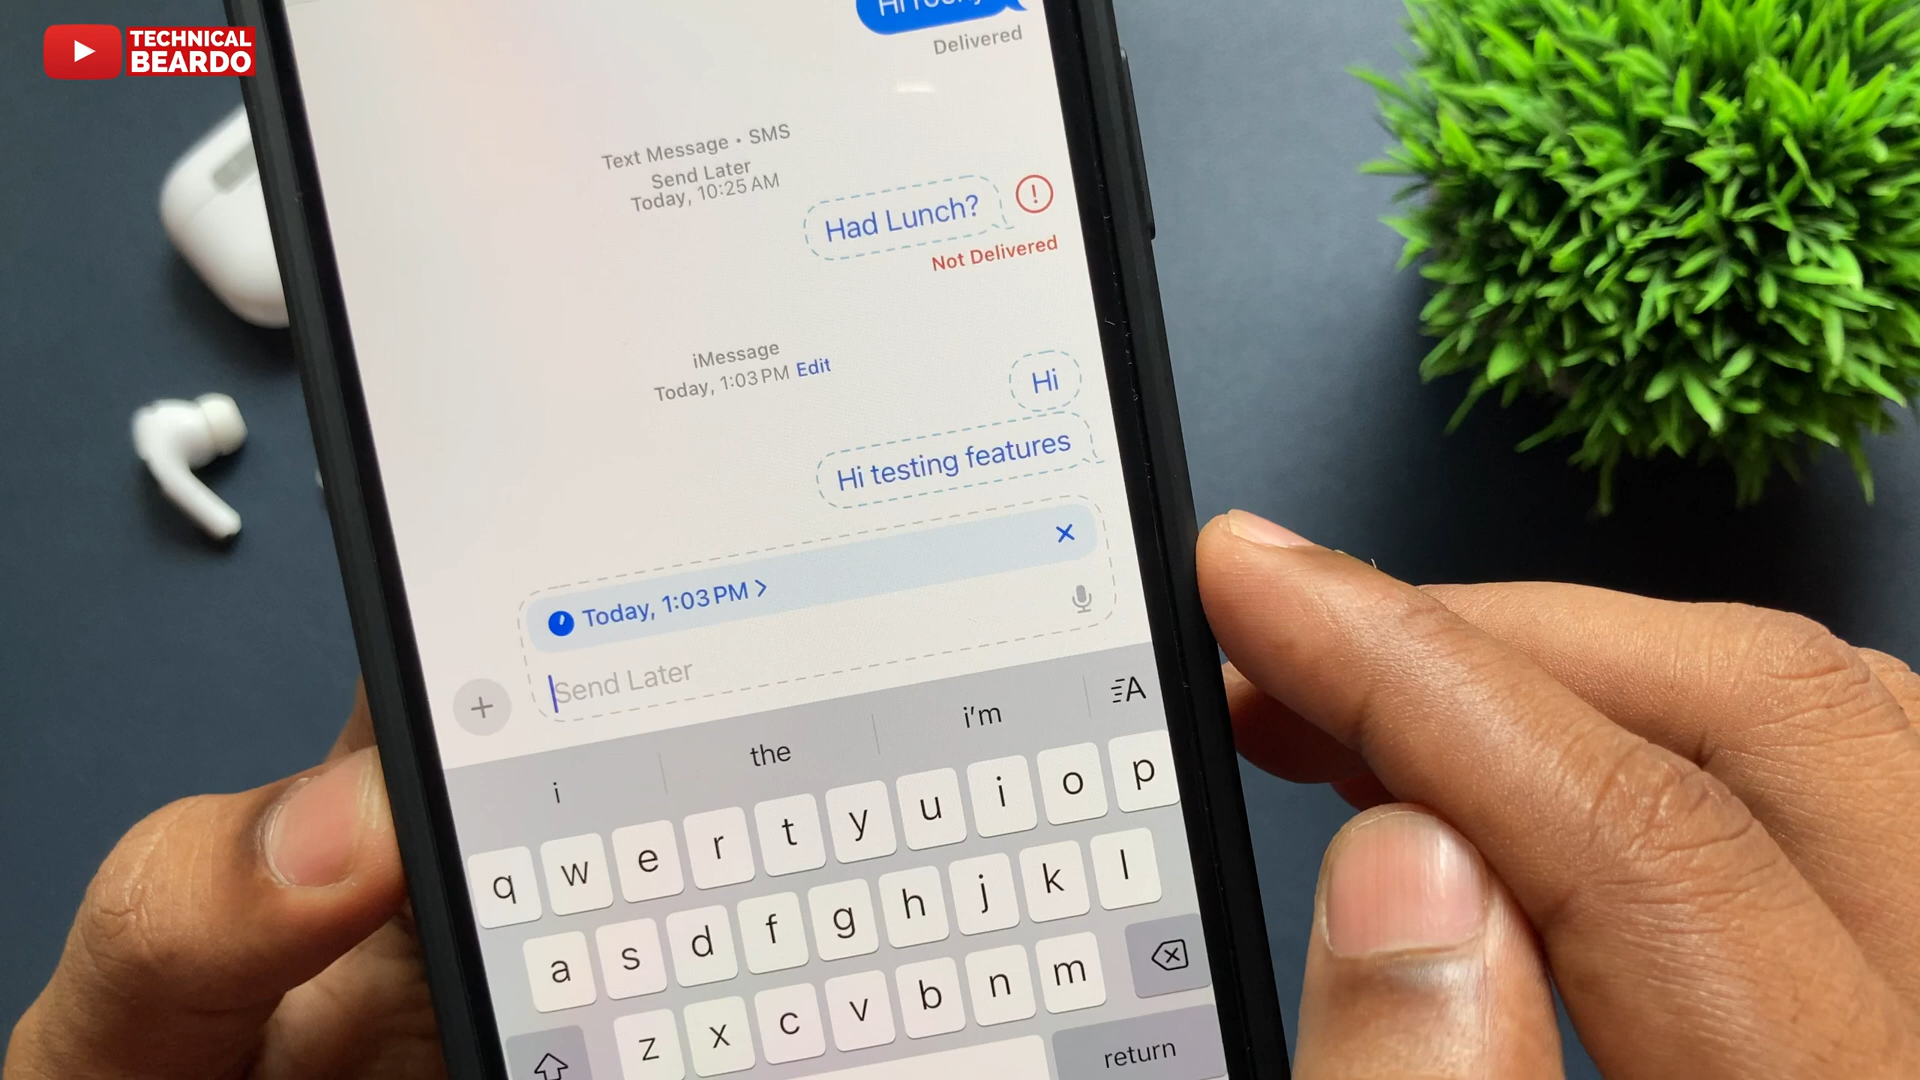 TECHNICAL
BEARDO
Delivered
Text Message • SMS
Send Later
Today, 10:25 AM
Had Lunch?
Not Delivered
iMessage
Today, 1:03 PM Edit
Hi
Hi testing features
Today, 1:03 PM >
Send Later
i the i'm
q w e r t y u i o p
a s d f g h j k l
z x c v b n m
return